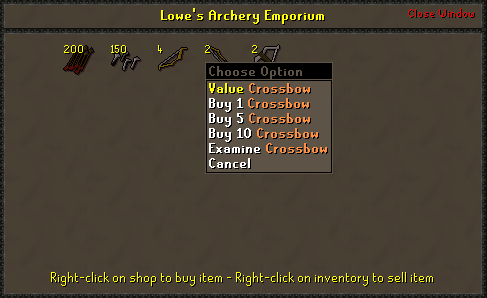 Lowe's Archery Emporium
Close Window
200 150 4 2 2
Choose Option
Value Crossbow
Buy 1 Crossbow
Buy 5 Crossbow
Buy 10 Crossbow
Examine Crossbow
Cancel
Right-click on shop to buy item - Right-click on inventory to sell item